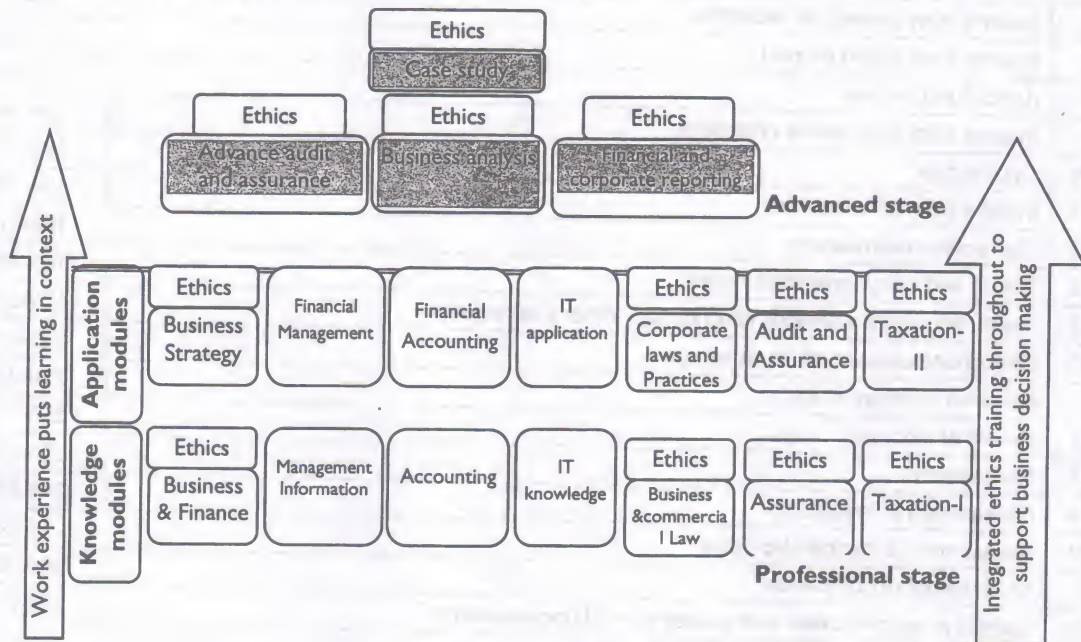 Ethics
Case study
Ethics
Advance audit
and assurance
Ethics
Business analysis
Ethics
Financial and
corporate reporting
Advanced stage
Work experience puts learning in context
Integrated ethics training throughout to
support business decision making
Application
modules
Ethics
Business
Strategy
Financial
Management
Financial
Accounting
IT
application
Ethics
Corporate
laws and
Practices
Ethics
Audit and
Assurance
Ethics
Taxation-
II
Knowledge
modules
Ethics
Business
& Finance
Management
Information
Accounting
IT
knowledge
Ethics
Business
&commercia
l Law
Ethics
Assurance
Ethics
Taxation-I
Professional stage